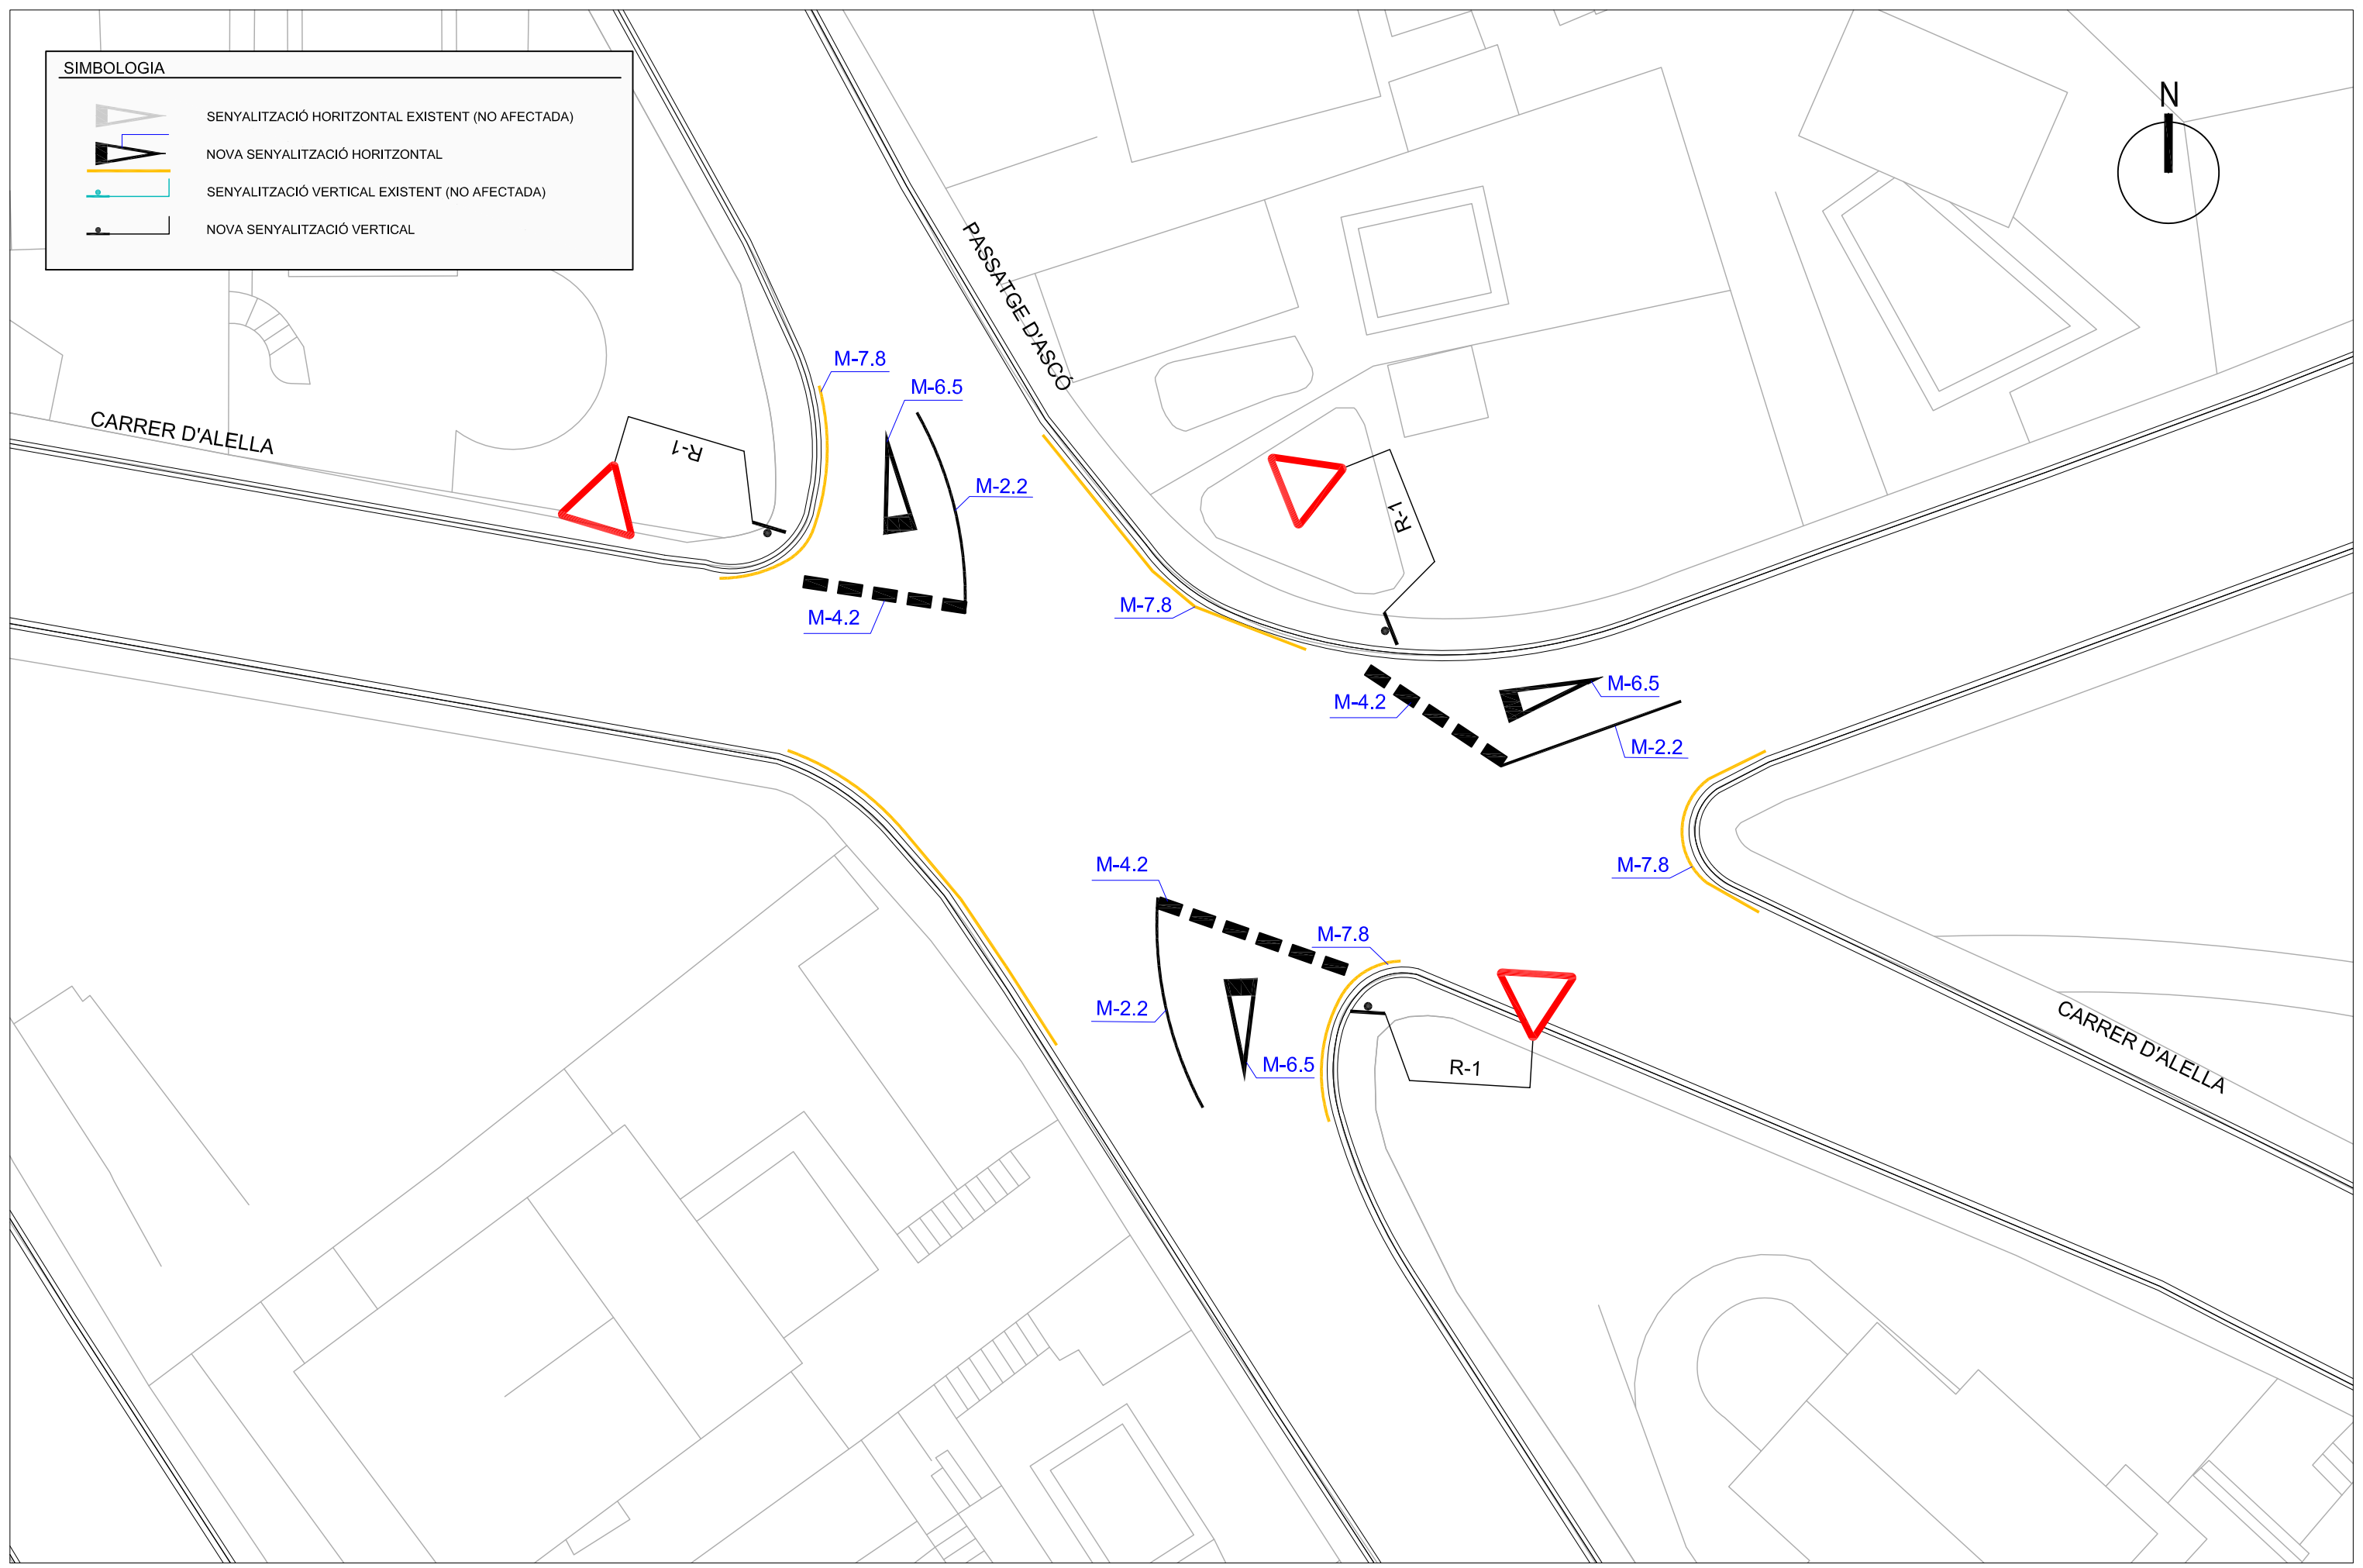 SIMBOLOGIA
SENYALITZACIÓ HORITZONTAL EXISTENT (NO AFECTADA)
NOVA SENYALITZACIÓ HORITZONTAL
SENYALITZACIÓ VERTICAL EXISTENT (NO AFECTADA)
NOVA SENYALITZACIÓ VERTICAL
N
PASSATGE D'ASCÓ
M-7.8
M-6.5
CARRER D'ALELLA
R-1
M-2.2
R-1
M-7.8
M-4.2
M-6.5
M-4.2
M-2.2
M-4.2
M-7.8
M-7.8
M-2.2
M-6.5
R-1
CARRER D'ALELLA